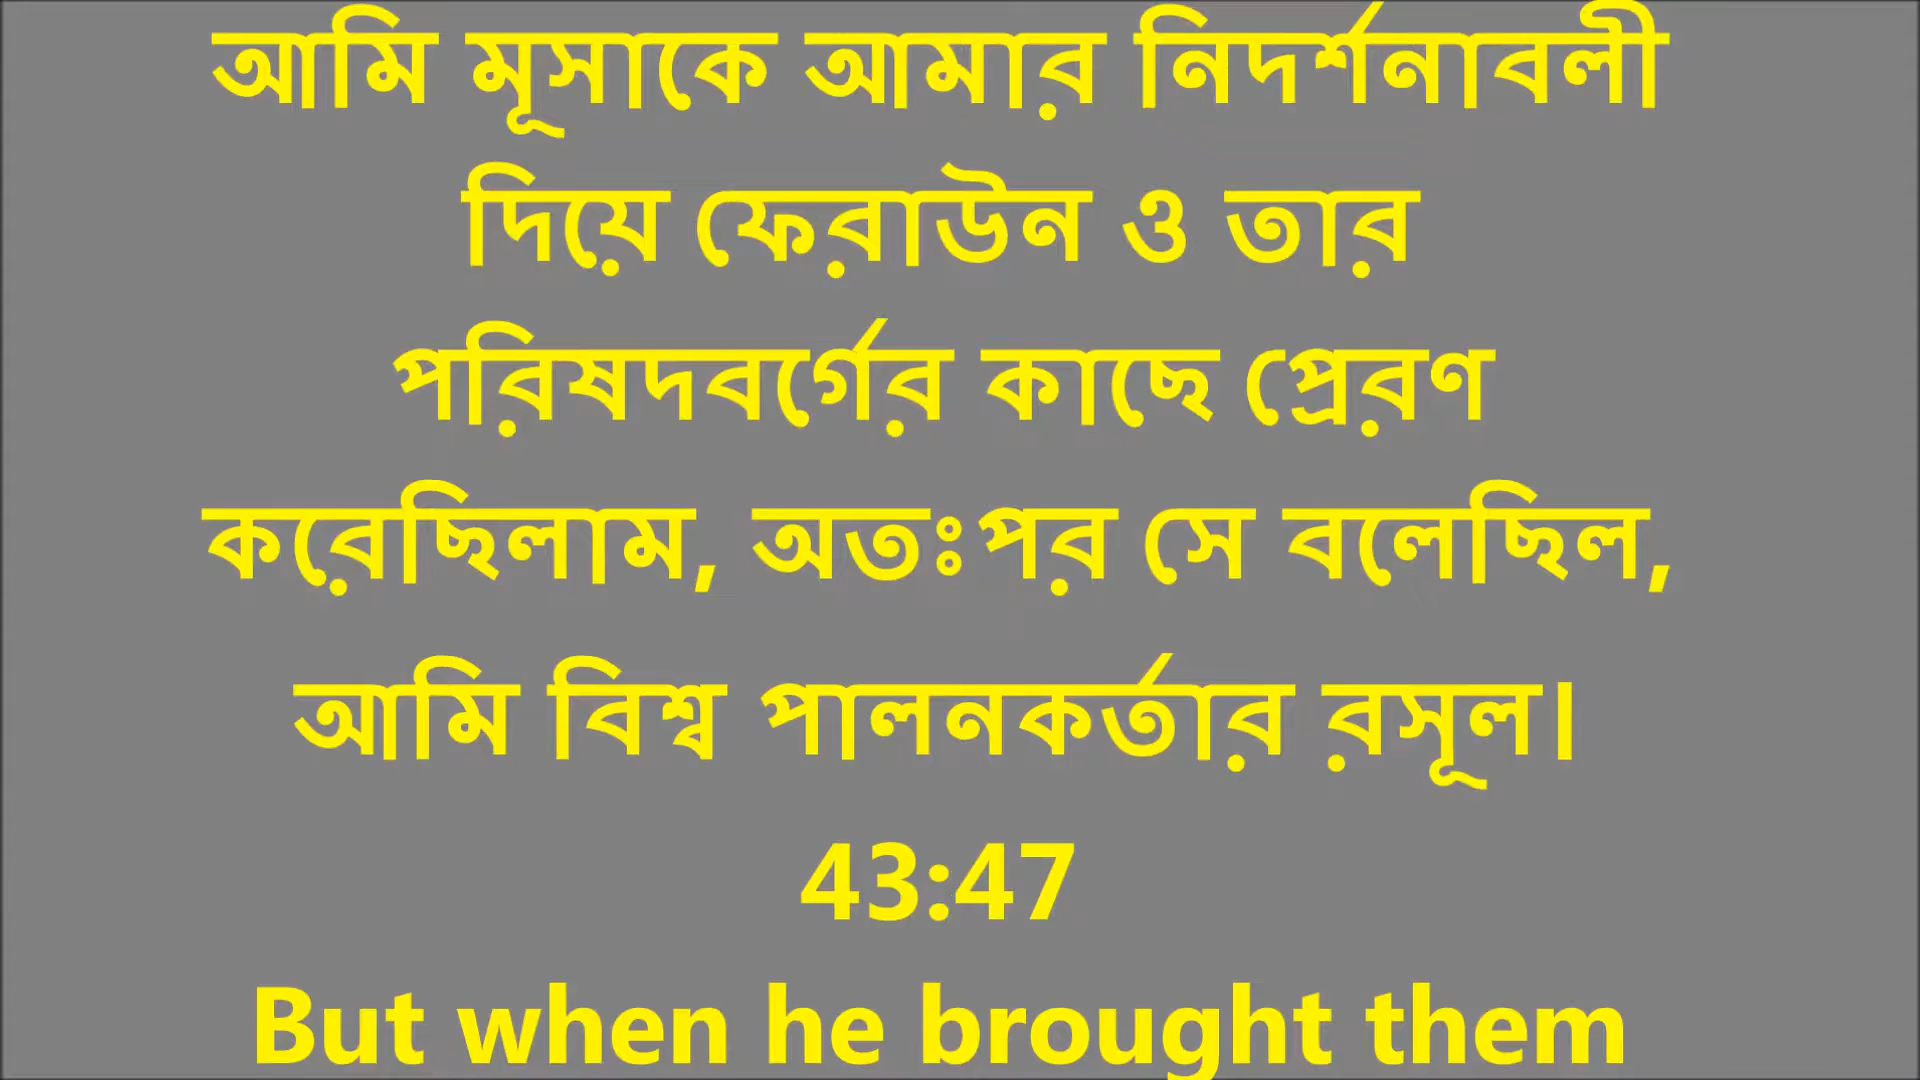 আমি মূসাকে আমার নিদর্শনাবলী
দিয়ে ফেরাউন ও তার
পরিষদবর্গের কাছে প্রেরণ
করেছিলাম, অতঃপর সে বলেছিল,
আমি বিশ্ব পালনকর্তার রসূল।
43:47
But when he brought them